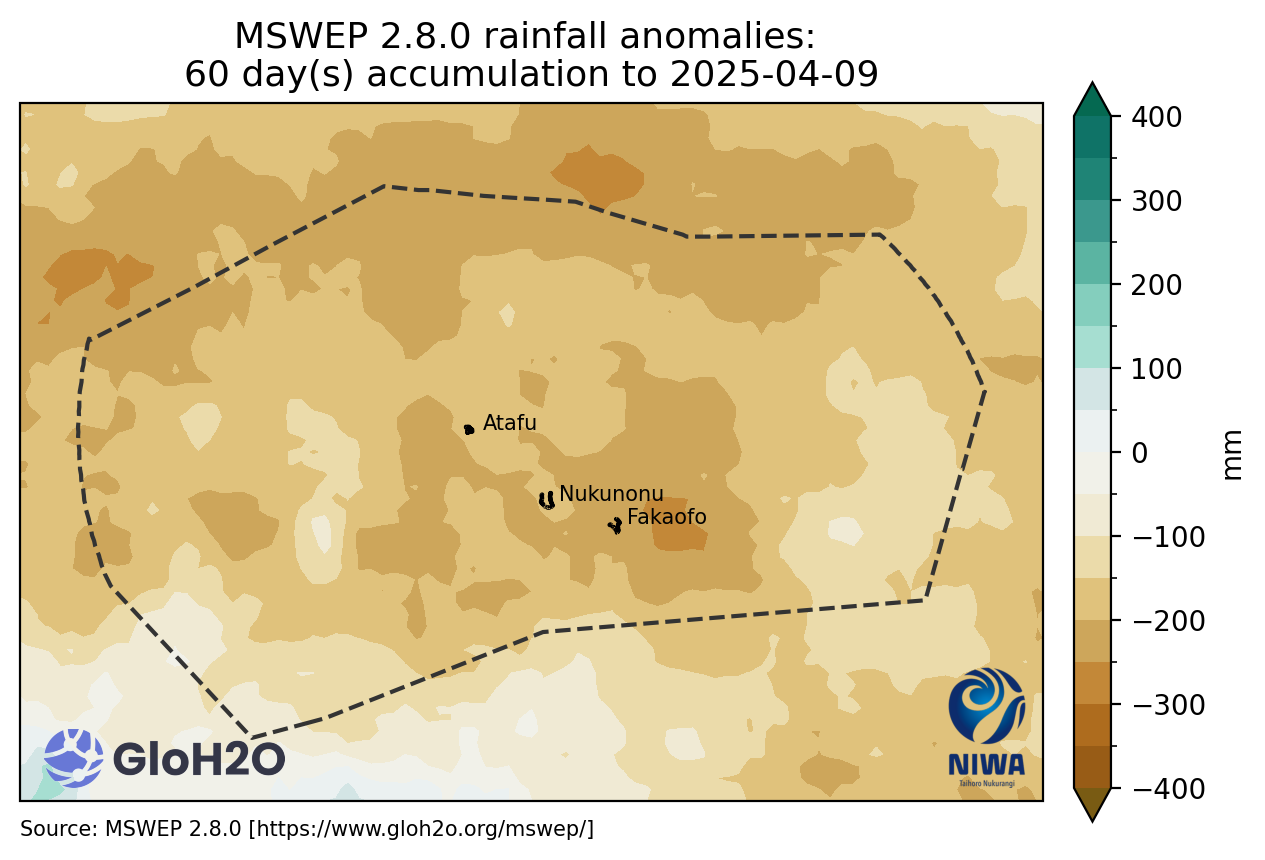 MSWEP 2.8.0 rainfall anomalies:
60 day(s) accumulation to 2025-04-09
400
300
200
100
0
−100
−200
−300
−400
mm
Atafu
Nukunonu
Fakaofo
GloH2O
NIWA
Taihoro Nukurangi
Source: MSWEP 2.8.0 [https://www.gloh2o.org/mswep/]